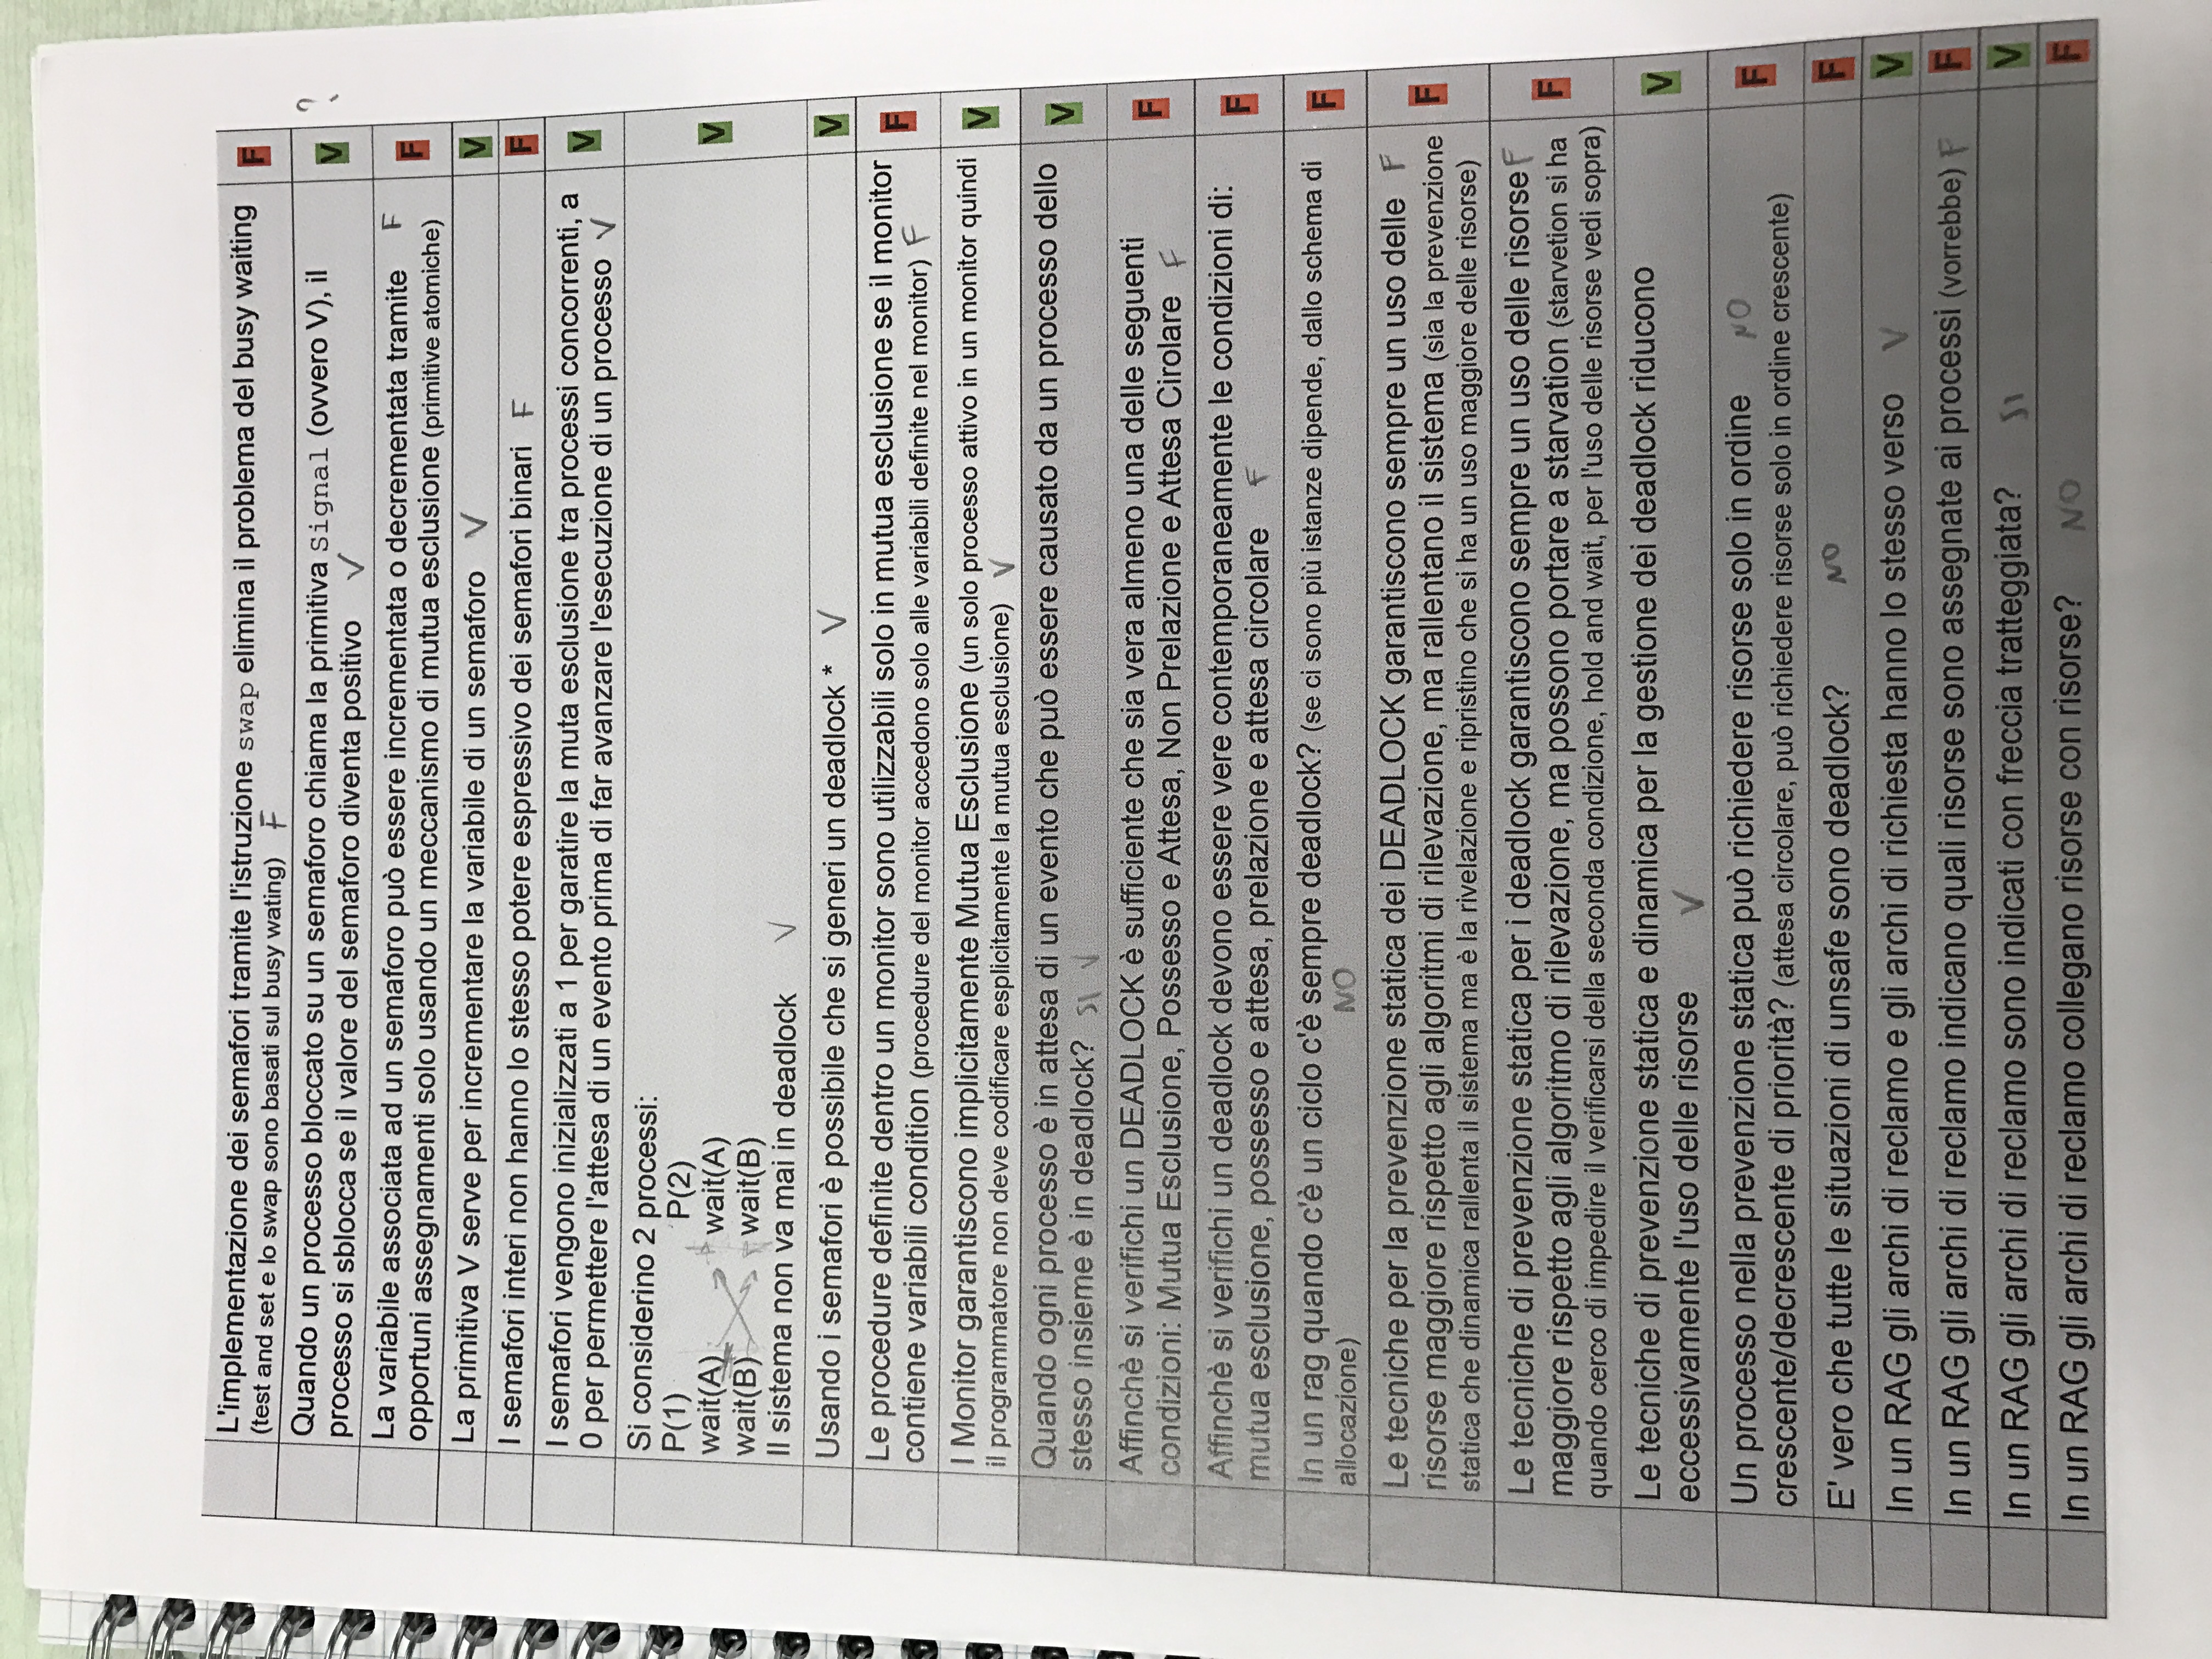 L'implementazione dei semafori tramite l'istruzione swap elimina il problema del busy waiting
(test and set e lo swap sono basati sul busy wating) F
F
Quando un processo bloccato su un semaforo chiama la primitiva Signal (ovvero V), il
processo si sblocca se il valore del semaforo diventa positivo V
V ?
La variabile associata ad un semaforo può essere incrementata o decrementata tramite F
opportuni assegnamenti solo usando un meccanismo di mutua esclusione (primitive atomiche)
F
La primitiva V serve per incrementare la variabile di un semaforo V
V
I semafori interi non hanno lo stesso potere espressivo dei semafori binari F
F
I semafori vengono inizializzati a 1 per garatire la muta esclusione tra processi concorrenti, a
0 per permettere l'attesa di un evento prima di far avanzare l'esecuzione di un processo V
V
Si considerino 2 processi:
P(1) P(2)
wait(A) wait(A)
wait(B) wait(B)
Il sistema non va mai in deadlock V
V
Usando i semafori è possibile che si generi un deadlock * V
V
Le procedure definite dentro un monitor sono utilizzabili solo in mutua esclusione se il monitor
contiene variabili condition (procedure del monitor accedono solo alle variabili definite nel monitor) F
F
I Monitor garantiscono implicitamente Mutua Esclusione (un solo processo attivo in un monitor quindi
il programmatore non deve codificare esplicitamente la mutua esclusione) V
V
Quando ogni processo è in attesa di un evento che può essere causato da un processo dello
stesso insieme è in deadlock? SI V
V
Affinchè si verifichi un DEADLOCK è sufficiente che sia vera almeno una delle seguenti
condizioni: Mutua Esclusione, Possesso e Attesa, Non Prelazione e Attesa Cirolare F
F
Affinchè si verifichi un deadlock devono essere vere contemporaneamente le condizioni di:
mutua esclusione, possesso e attesa, prelazione e attesa circolare F
F
In un rag quando c'è un ciclo c'è sempre deadlock? (se ci sono più istanze dipende, dallo schema di
allocazione) NO
F
Le tecniche per la prevenzione statica dei DEADLOCK garantiscono sempre un uso delle F
risorse maggiore rispetto agli algoritmi di rilevazione, ma rallentano il sistema (sia la prevenzione
statica che dinamica rallenta il sistema ma è la rivelazione e ripristino che si ha un uso maggiore delle risorse)
F
Le tecniche di prevenzione statica per i deadlock garantiscono sempre un uso delle risorse F
maggiore rispetto agli algoritmo di rilevazione, ma possono portare a starvation (starvetion si ha
quando cerco di impedire il verificarsi della seconda condizione, hold and wait, per l'uso delle risorse vedi sopra)
F
Le tecniche di prevenzione statica e dinamica per la gestione dei deadlock riducono
eccessivamente l'uso delle risorse V
V
Un processo nella prevenzione statica può richiedere risorse solo in ordine NO
crescente/decrescente di priorità? (attesa circolare, può richiedere risorse solo in ordine crescente)
F
E' vero che tutte le situazioni di unsafe sono deadlock? NO
F
In un RAG gli archi di reclamo e gli archi di richiesta hanno lo stesso verso V
V
In un RAG gli archi di reclamo indicano quali risorse sono assegnate ai processi (vorrebbe) F
F
In un RAG gli archi di reclamo sono indicati con freccia tratteggiata? SI
V
In un RAG gli archi di reclamo collegano risorse con risorse? NO
F